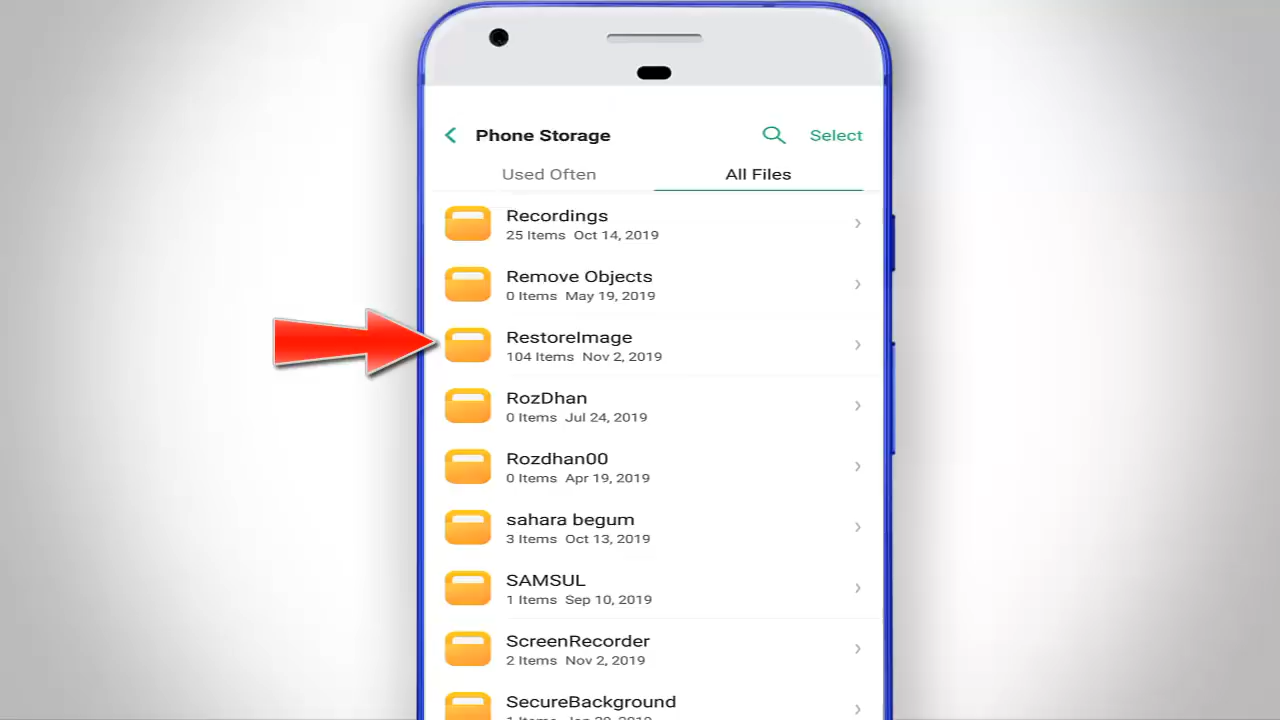 Phone Storage
Select
Used Often
All Files
Recordings
25 Items Oct 14, 2019
Remove Objects
0 Items May 19, 2019
RestoreImage
104 Items Nov 2, 2019
RozDhan
0 Items Jul 24, 2019
Rozdhan00
0 Items Apr 19, 2019
sahara begum
3 Items Oct 13, 2019
SAMSUL
1 Items Sep 10, 2019
ScreenRecorder
2 Items Nov 2, 2019
SecureBackground